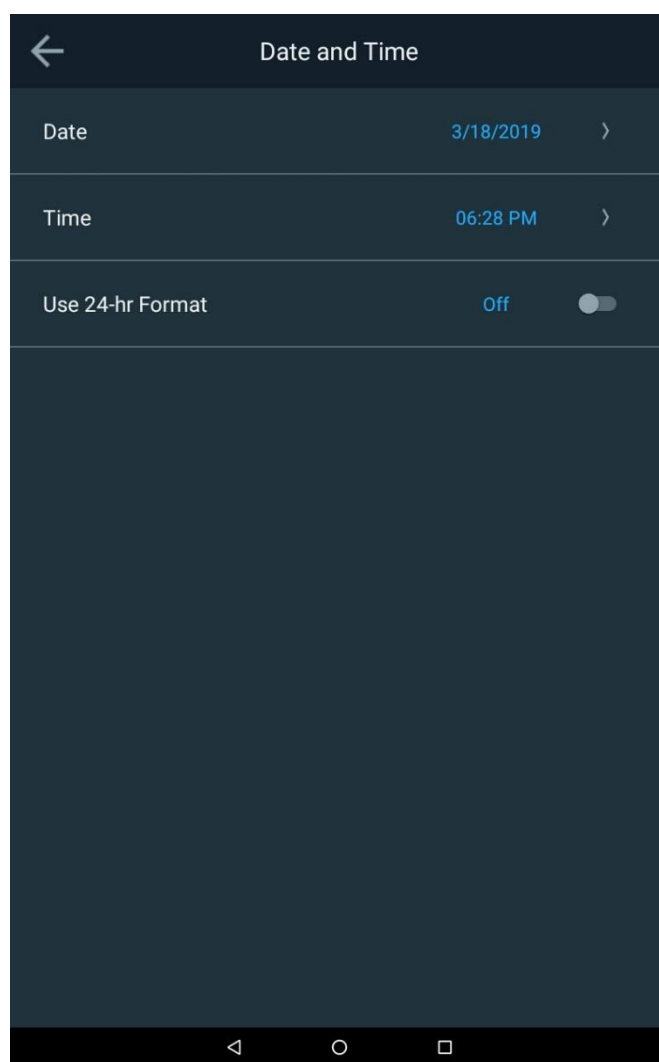 Date and Time
Date 3/18/2019
Time 06:28 PM
Use 24-hr Format Off